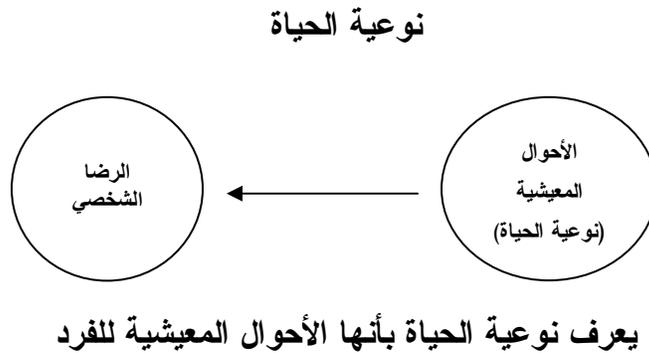 نوعية الحياة
الأحوال
المعيشية
(نوعية الحياة)
الرضا
الشخصي
يعرف نوعية الحياة بأنها الأحوال المعيشية للفرد